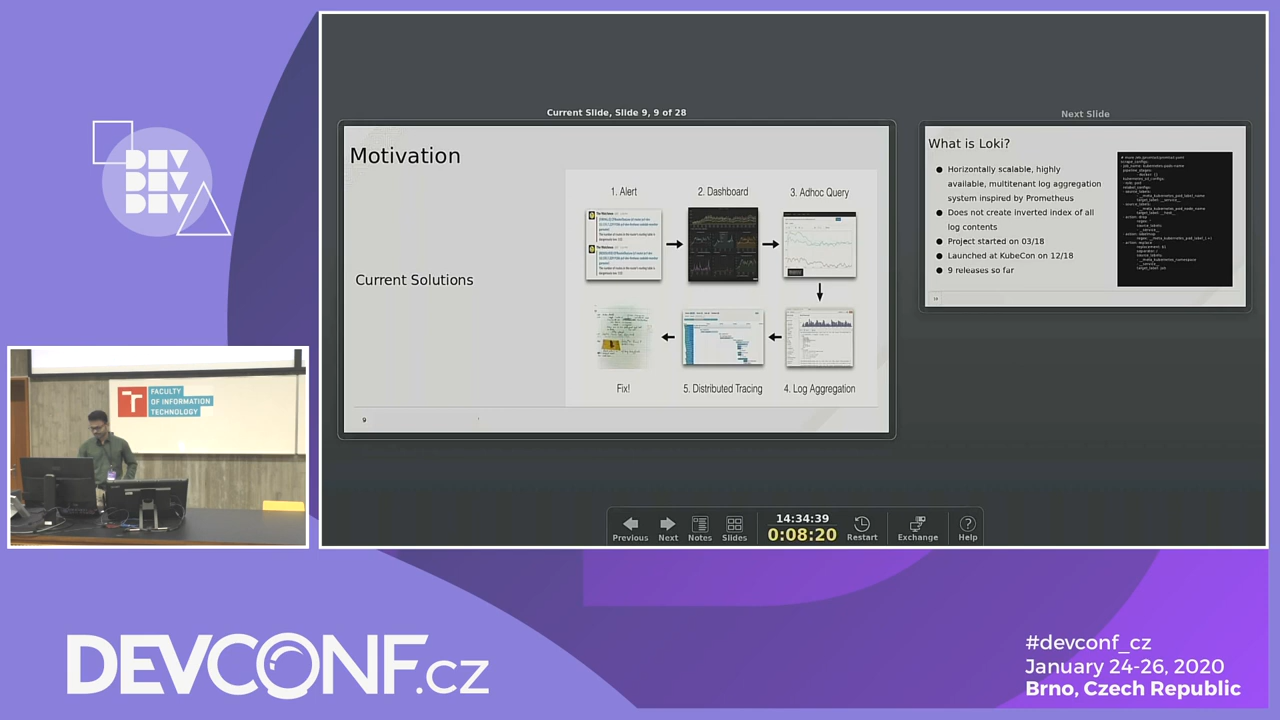 DEV
DEV
FACULTY
OF INFORMATION
TECHNOLOGY
Current Slide, Slide 9, 9 of 28
Motivation
Current Solutions
1. Alert
2. Dashboard
3. Adhoc Query
Fix!
5. Distributed Tracing
4. Log Aggregation
9
Next Slide
What is Loki?
● Horizontally scalable, highly
available, multitenant log aggregation
system inspired by Prometheus
● Does not create inverted index of all
log contents
● Project started on 03/18
● Launched at KubeCon on 12/18
● 9 releases so far
Previous
Next
Notes
Slides
14:34:39
0:08:20
Restart
Exchange
Help
DEVCONF.cz
#devconf_cz
January 24-26, 2020
Brno, Czech Republic